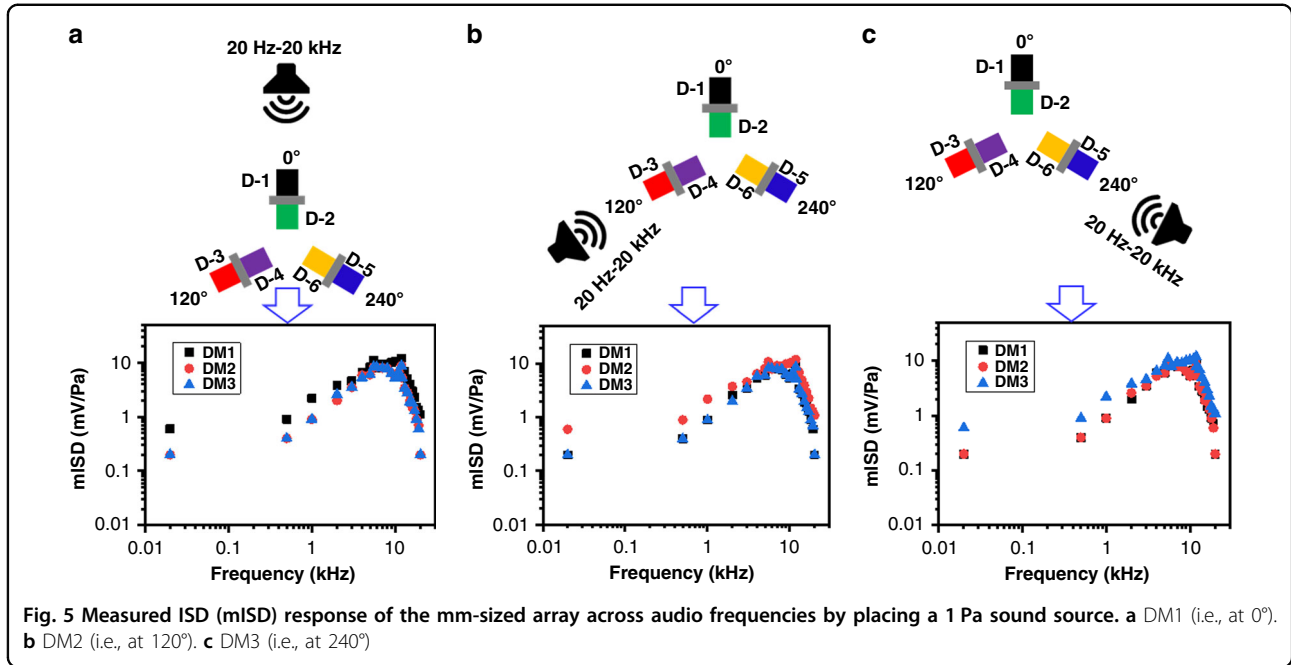 a
20 Hz-20 kHz
0°
D-1
D-2
D-3
D-4
D-5
D-6
120°
240°
10
1
0.1
0.01
mISD (mV/Pa)
DM1
DM2
DM3
0.01
0.1
1
10
Frequency (kHz)
b
0°
D-1
D-2
D-3
D-4
D-5
D-6
120°
240°
20 Hz-20 kHz
10
1
0.1
0.01
mISD (mV/Pa)
DM1
DM2
DM3
0.01
0.1
1
10
Frequency (kHz)
c
0°
D-1
D-2
D-3
D-4
D-5
D-6
120°
240°
20 Hz-20 kHz
10
1
0.1
0.01
mISD (mV/Pa)
DM1
DM2
DM3
0.01
0.1
1
10
Frequency (kHz)
Fig. 5 Measured ISD (mISD) response of the mm-sized array across audio frequencies by placing a 1 Pa sound source. a DM1 (i.e., at 0°).
b DM2 (i.e., at 120°). c DM3 (i.e., at 240°)